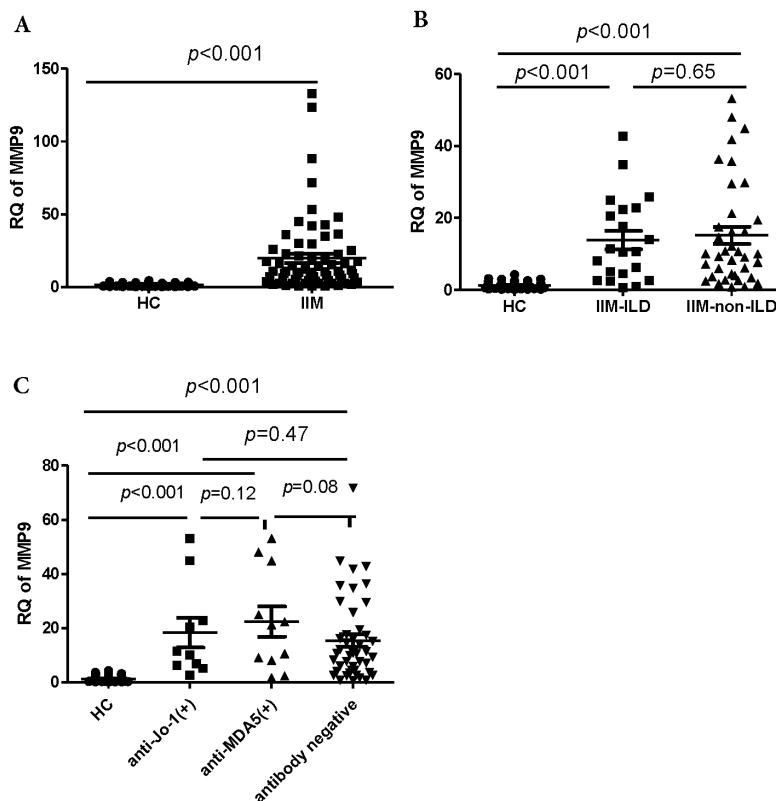 A
p<0.001
150
100
50
0
RQ of MMP9
HC IIM
B
p<0.001
p<0.001 p=0.65
60
40
20
0
RQ of MMP9
HC IIM-ILD IIM-non-ILD
C
p<0.001
p<0.001 p=0.47
p<0.001 p=0.12 p=0.08
80
60
40
20
0
RQ of MMP9
HC anti-Jo-1(+) anti-MDA5(+) antibody negative